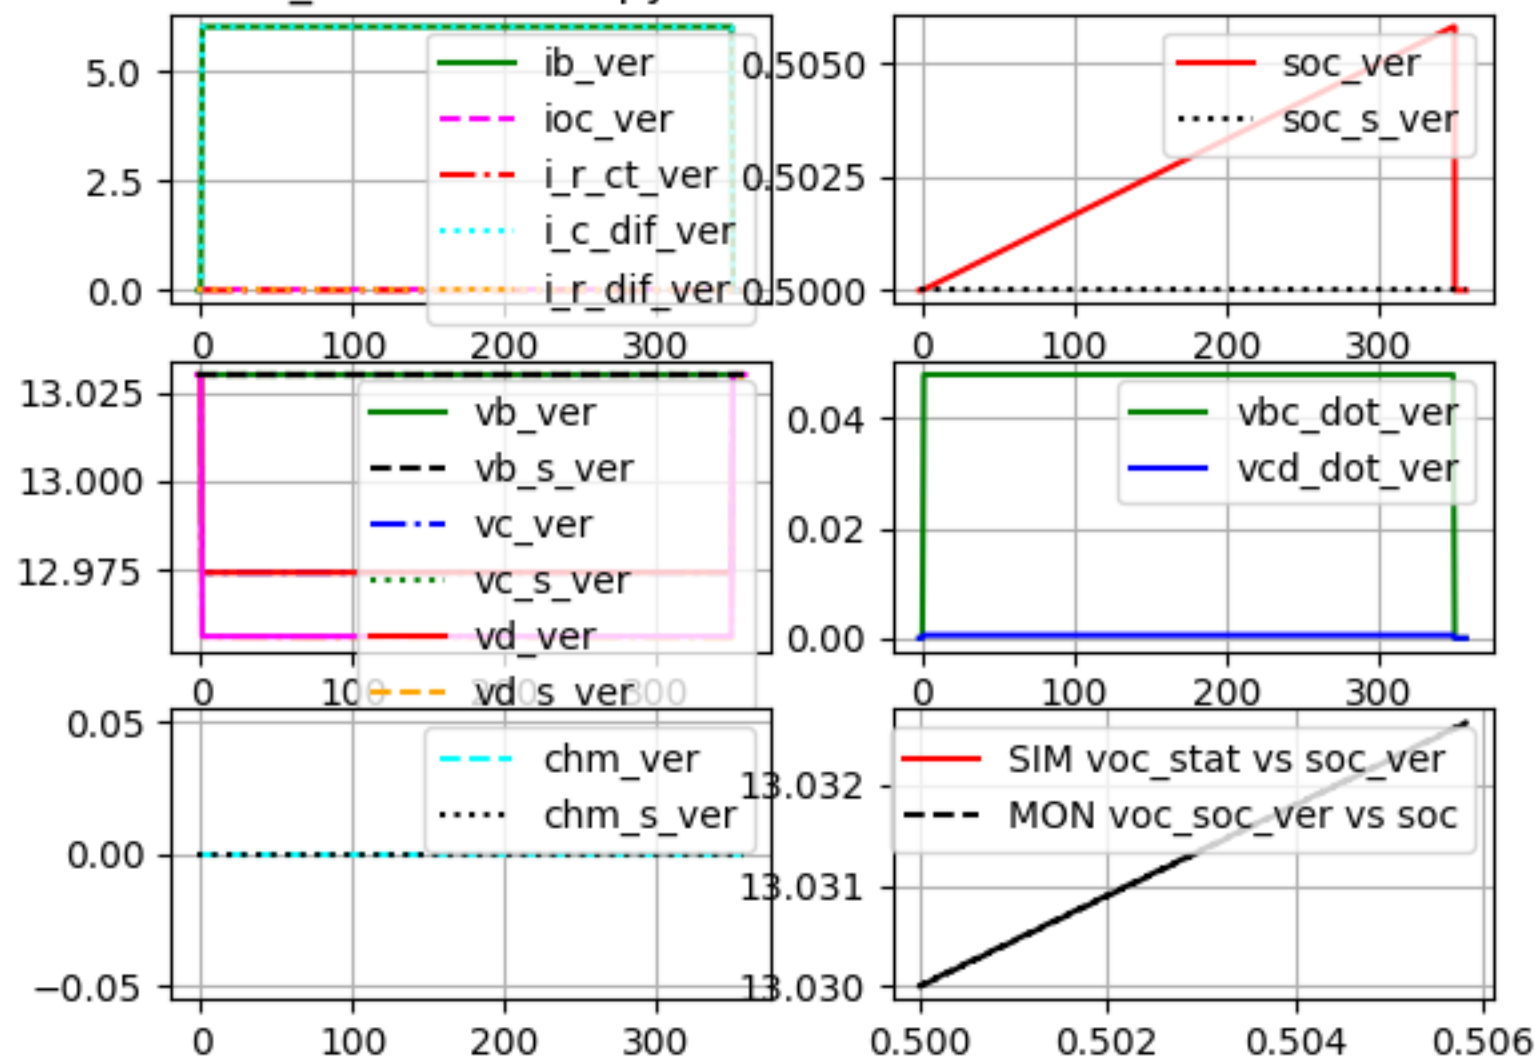 5.0
2.5
0.0
0 100 200 300
ib_ver
ioc_ver
i_r_ct_ver
i_c_dif_ver
i_r_dif_ver
0.5050
0.5025
0.5000
0 100 200 300
soc_ver
soc_s_ver
13.025
13.000
12.975
0 100 200 300
vb_ver
vb_s_ver
vc_ver
vc_s_ver
vd_ver
vd_s_ver
0.04
0.02
0.00
0 100 200 300
vbc_dot_ver
vcd_dot_ver
0.05
0.00
−0.05
0 100 200 300
chm_ver
chm_s_ver
13.032
13.031
13.030
0.500 0.502 0.504 0.506
SIM voc_stat vs soc_ver
MON voc_soc_ver vs soc